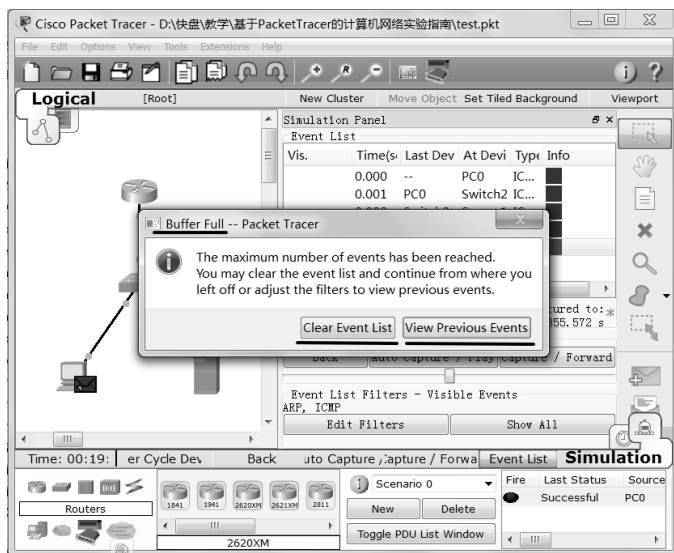 Cisco Packet Tracer - D:\快盘\教学\基于PacketTracer的计算机网络实验指南\test.pkt
File Edit Options View Tools Extensions Help
Logical [Root] New Cluster Move Object Set Tiled Background Viewport
Simulation Panel
Event List
Vis. Time(s Last Dev At Devi Type Info
0.000 -- PC0 IC...
0.001 PC0 Switch2 IC...
Buffer Full -- Packet Tracer
The maximum number of events has been reached.
You may clear the event list and continue from where you
left off or adjust the filters to view previous events.
Clear Event List View Previous Events
tured to:
355.572 s
Back Auto Capture / Play Capture / Forward
Event List Filters - Visible Events
ARP, ICMP
Edit Filters Show All
Time: 00:19: er Cycle Dev Back uto Capture / apture / Forwa Event List Simulation
Routers
1841 1941 2620XM 2621XM 2811
2620XM
Scenario 0
New Delete
Toggle PDU List Window
Fire Last Status Source
Successful PC0